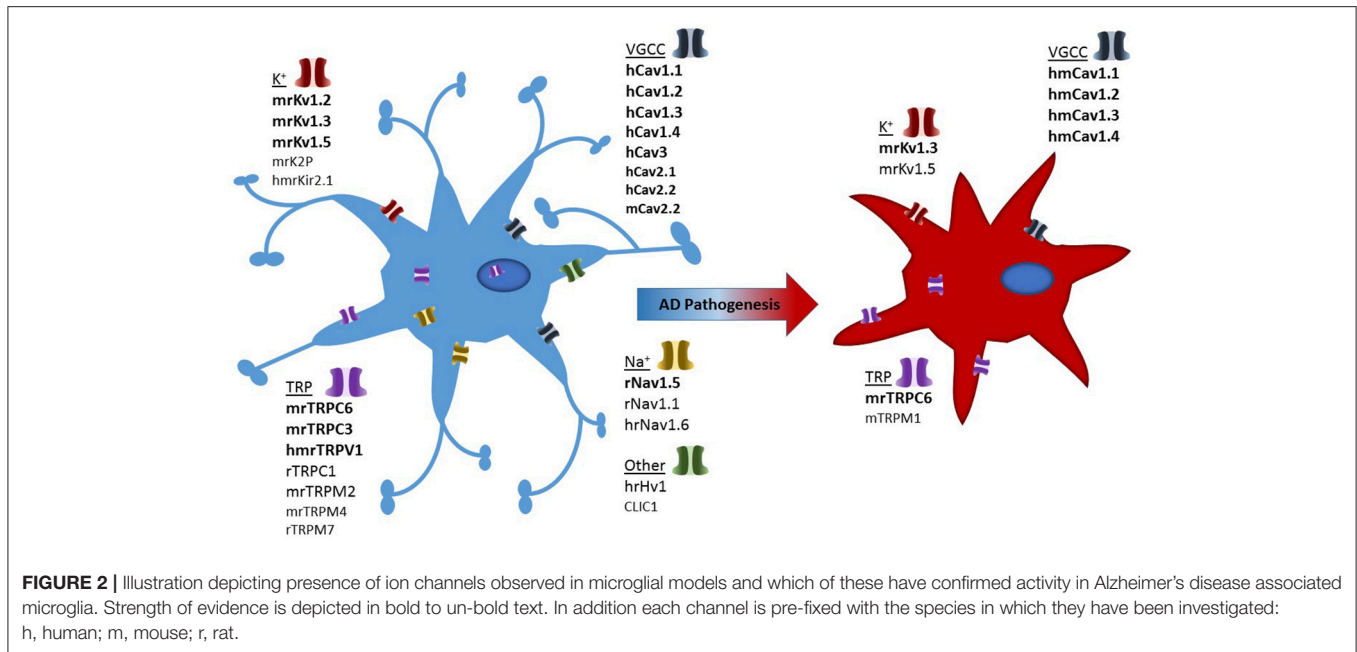 K⁺
mrKv1.2
mrKv1.3
mrKv1.5
mrK2P
hmrKir2.1
VGCC
hCav1.1
hCav1.2
hCav1.3
hCav1.4
hCav3
hCav2.1
hCav2.2
mCav2.2
TRP
mrTRPC6
mrTRPC3
hmrTRPV1
rTRPC1
mrTRPM2
mrTRPM4
rTRPM7
Na⁺
rNav1.5
rNav1.1
hrNav1.6
Other
hrHv1
CLIC1
AD Pathogenesis
K⁺
mrKv1.3
mrKv1.5
VGCC
hmCav1.1
hmCav1.2
hmCav1.3
hmCav1.4
TRP
mrTRPC6
mTRPM1
FIGURE 2 | Illustration depicting presence of ion channels observed in microglial models and which of these have confirmed activity in Alzheimer's disease associated
microglia. Strength of evidence is depicted in bold to un-bold text. In addition each channel is pre-fixed with the species in which they have been investigated:
h, human; m, mouse; r, rat.